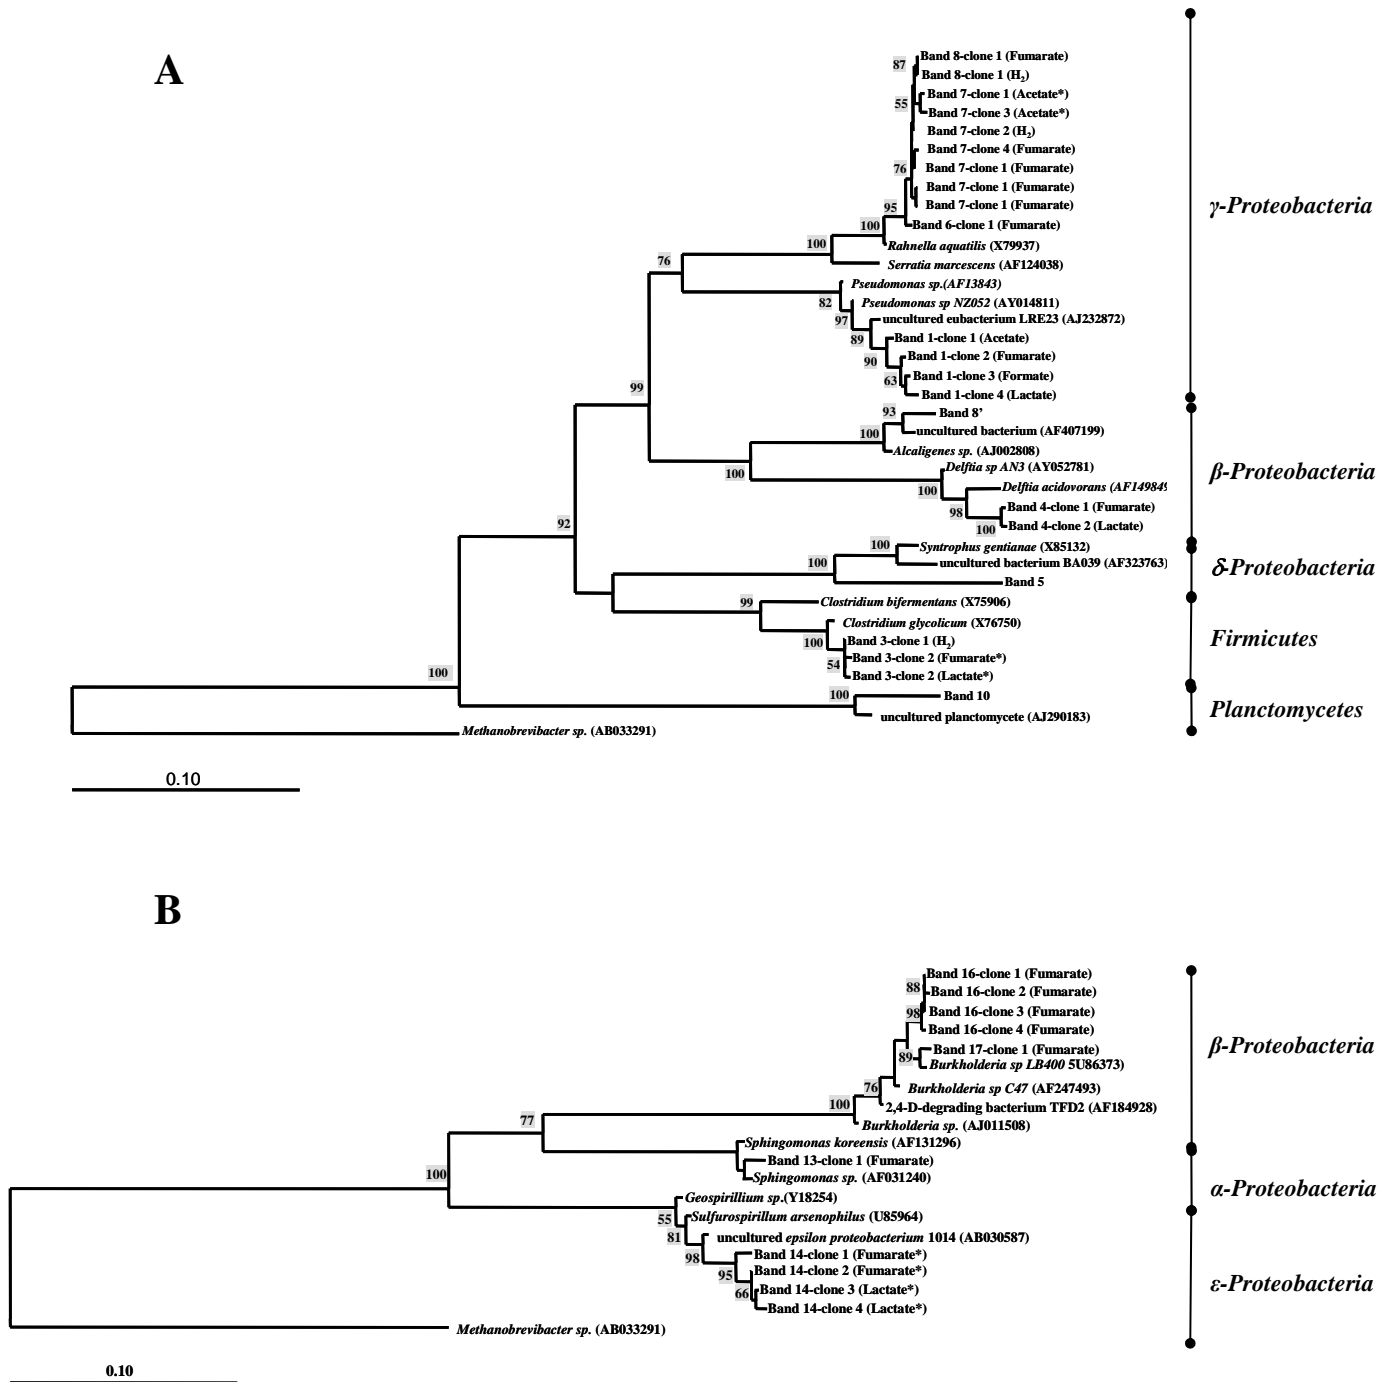 A
87
Band 8-clone 1 (Fumarate)
Band 8-clone 1 (H2)
Band 7-clone 1 (Acetate*)
55
Band 7-clone 3 (Acetate*)
Band 7-clone 2 (H2)
Band 7-clone 4 (Fumarate)
76
Band 7-clone 1 (Fumarate)
Band 7-clone 1 (Fumarate)
Band 7-clone 1 (Fumarate)
γ-Proteobacteria
95
100
Band 6-clone 1 (Fumarate)
100
Rahnella aquatilis (X79937)
76
Serratia marcescens (AF124038)
Pseudomonas sp.(AF13843)
82
Pseudomonas sp NZ052 (AY014811)
97
uncultured eubacterium LRE23 (AJ232872)
89
Band 1-clone 1 (Acetate)
90
Band 1-clone 2 (Fumarate)
63
Band 1-clone 3 (Formate)
99
Band 1-clone 4 (Lactate)
93
Band 8'
100
uncultured bacterium (AF407199)
Alcaligenes sp. (AJ002808)
100
Delftia sp AN3 (AY052781)
β-Proteobacteria
100
Delftia acidovorans (AF149849
98
Band 4-clone 1 (Fumarate)
100
Band 4-clone 2 (Lactate)
92
100
Syntrophus gentianae (X85132)
100
uncultured bacterium BA039 (AF323763)
δ-Proteobacteria
Band 5
99
Clostridium bifermentans (X75906)
Clostridium glycolicum (X76750)
100
Band 3-clone 1 (H2)
Firmicutes
54
Band 3-clone 2 (Fumarate*)
100
Band 3-clone 2 (Lactate*)
100
Band 10
uncultured planctomycete (AJ290183)
Planctomycetes
Methanobrevibacter sp. (AB033291)
0.10
B
Band 16-clone 1 (Fumarate)
88
Band 16-clone 2 (Fumarate)
98
Band 16-clone 3 (Fumarate)
Band 16-clone 4 (Fumarate)
β-Proteobacteria
89
Band 17-clone 1 (Fumarate)
Burkholderia sp LB400 5U86373)
76
Burkholderia sp C47 (AF247493)
100
2,4-D-degrading bacterium TFD2 (AF184928)
77
Burkholderia sp. (AJ011508)
Sphingomonas koreensis (AF131296)
Band 13-clone 1 (Fumarate)
100
Sphingomonas sp. (AF031240)
α-Proteobacteria
Geospirillium sp.(Y18254)
55
Sulfurospirillum arsenophilus (U85964)
81
uncultured epsilon proteobacterium 1014 (AB030587)
98
Band 14-clone 1 (Fumarate*)
95
Band 14-clone 2 (Fumarate*)
ε-Proteobacteria
66
Band 14-clone 3 (Lactate*)
Band 14-clone 4 (Lactate*)
Methanobrevibacter sp. (AB033291)
0.10